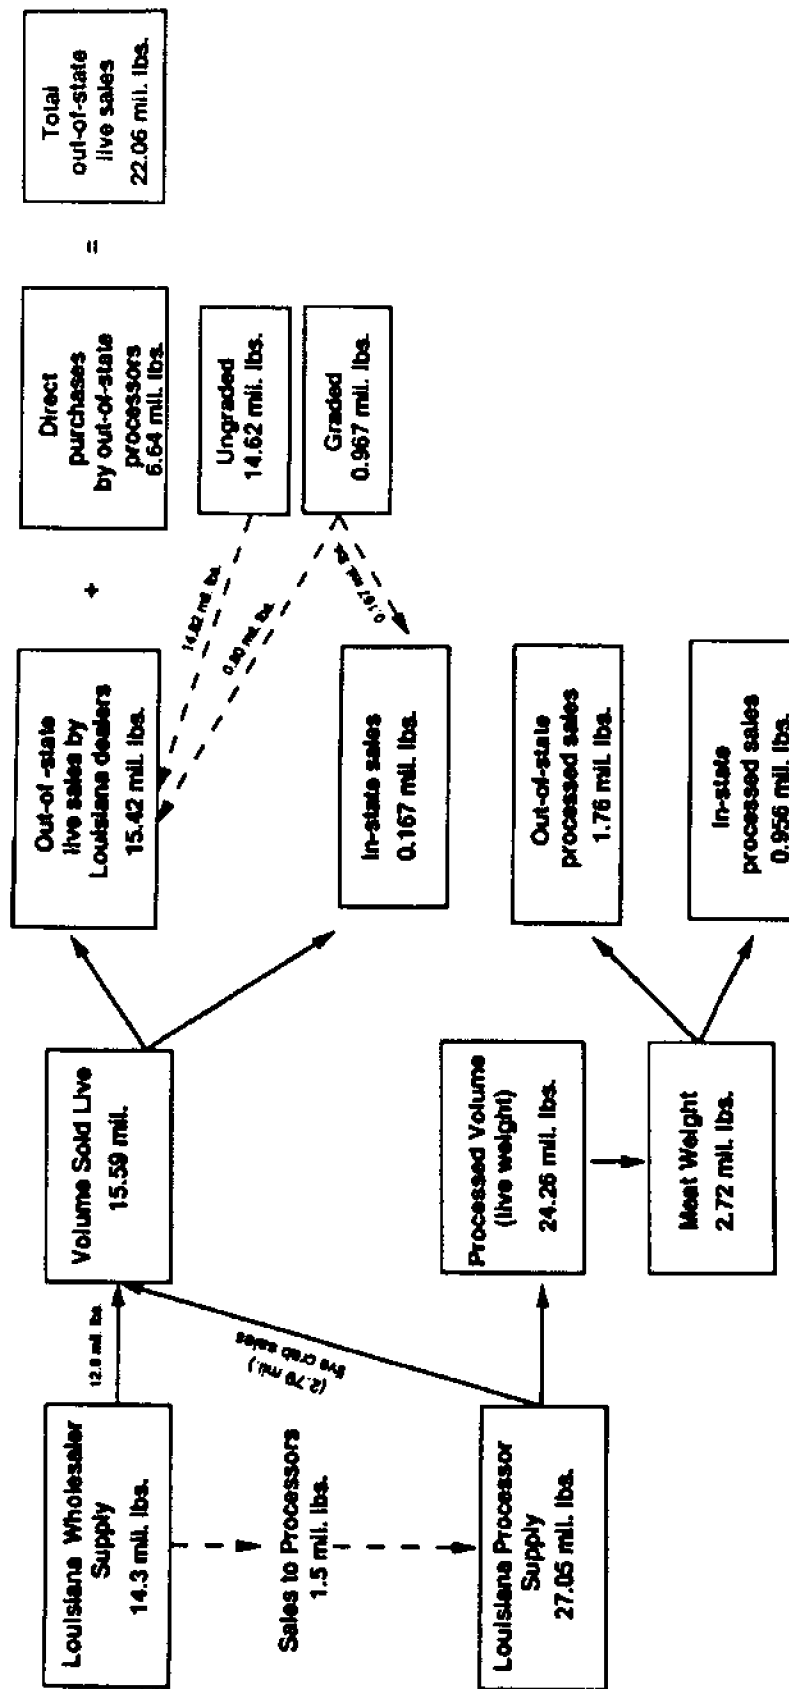 Louisiana Wholesaler
Supply
14.3 mil. lbs.
12.8 mil. lbs.
Sales to Processors
1.5 mil. lbs.
Louisiana Processor
Supply
27.05 mil. lbs.
(2.79 mil.)
live crab sales
Volume Sold Live
15.59 mil.
Processed Volume
(live weight)
24.26 mil. lbs.
Meat Weight
2.72 mil. lbs.
Out-of -state
live sales by
Louisiana dealers
15.42 mil. lbs.
In-state sales
0.167 mil. lbs.
Out-of-state
processed sales
1.76 mil. lbs.
In-state
processed sales
0.956 mil. lbs.
14.62 mil. lbs.
0.80 mil. lbs.
0.167 mil. lbs.
+
Direct
purchases
by out-of-state
processors
6.64 mil. lbs.
Ungraded
14.62 mil. lbs.
Graded
0.967 mil. lbs.
=
Total
out-of-state
live sales
22.06 mil. lbs.